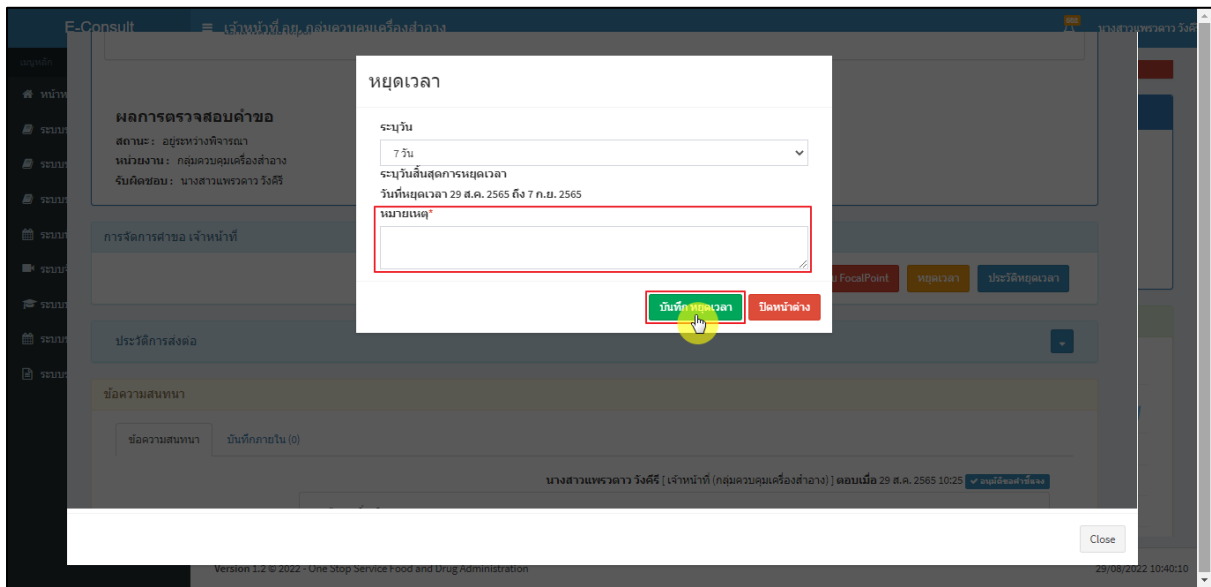 E-Consult
เจ้าหน้าที่ อย. กลุ่มควบคุมเครื่องสำอาง
นางสาวแพรวดาว วังคีรี
เมนูหลัก
หยุดเวลา
ระบุวัน
7 วัน
ระบุวันสิ้นสุดการหยุดเวลา
วันที่หยุดเวลา 29 ส.ค. 2565 ถึง 7 ก.ย. 2565
หมายเหตุ*
บันทึก หยุดเวลา
ปิดหน้าต่าง
ผลการตรวจสอบคำขอ
สถานะ : อยู่ระหว่างพิจารณา
หน่วยงาน : กลุ่มควบคุมเครื่องสำอาง
รับผิดชอบ : นางสาวแพรวดาว วังคีรี
การจัดการคำขอ เจ้าหน้าที่
FocalPoint
หยุดเวลา
ประวัติหยุดเวลา
ประวัติการส่งต่อ
ข้อความสนทนา
ข้อความสนทนา
บันทึกภายใน (0)
นางสาวแพรวดาว วังคีรี [ เจ้าหน้าที่ (กลุ่มควบคุมเครื่องสำอาง) ] ตอบเมื่อ 29 ส.ค. 2565 10:25
Close
Version 1.2 © 2022 - One Stop Service Food and Drug Administration
29/08/2022 10:40:10